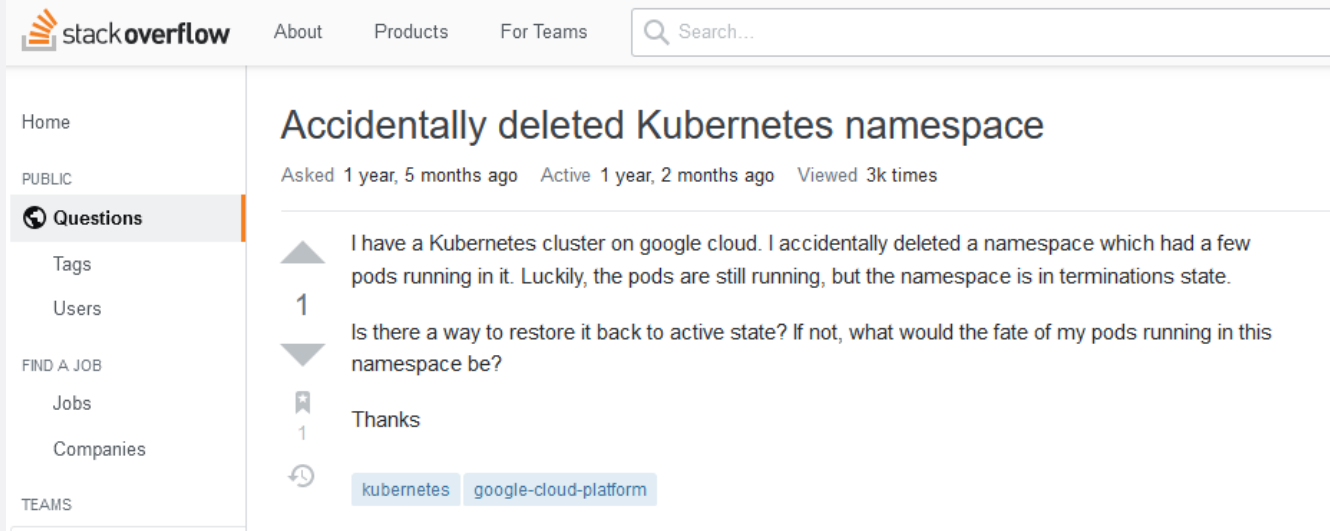 stackoverflow About Products For Teams Search...
Home
PUBLIC
Questions
Tags
Users
FIND A JOB
Jobs
Companies
TEAMS
Accidentally deleted Kubernetes namespace
Asked 1 year, 5 months ago Active 1 year, 2 months ago Viewed 3k times
1
1
I have a Kubernetes cluster on google cloud. I accidentally deleted a namespace which had a few
pods running in it. Luckily, the pods are still running, but the namespace is in terminations state.
Is there a way to restore it back to active state? If not, what would the fate of my pods running in this
namespace be?
Thanks
kubernetes google-cloud-platform